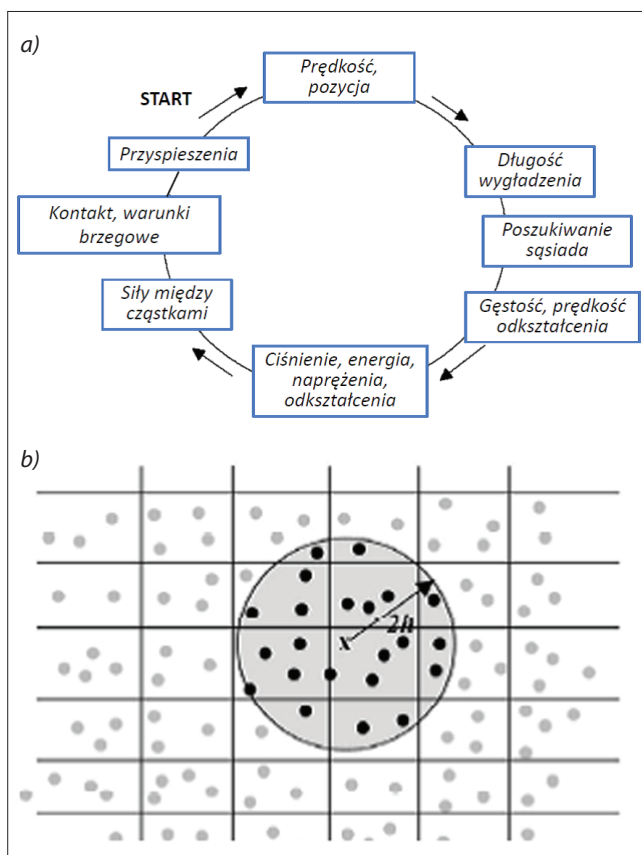 a)
START
Prędkość,
pozycja
Długość
wygładzenia
Poszukiwanie
sąsiada
Gęstość, prędkość
odkształcenia
Ciśnienie, energia,
naprężenia,
odkształcenia
Siły między
cząstkami
Kontakt, warunki
brzegowe
Przyspieszenia
b)
2h
x